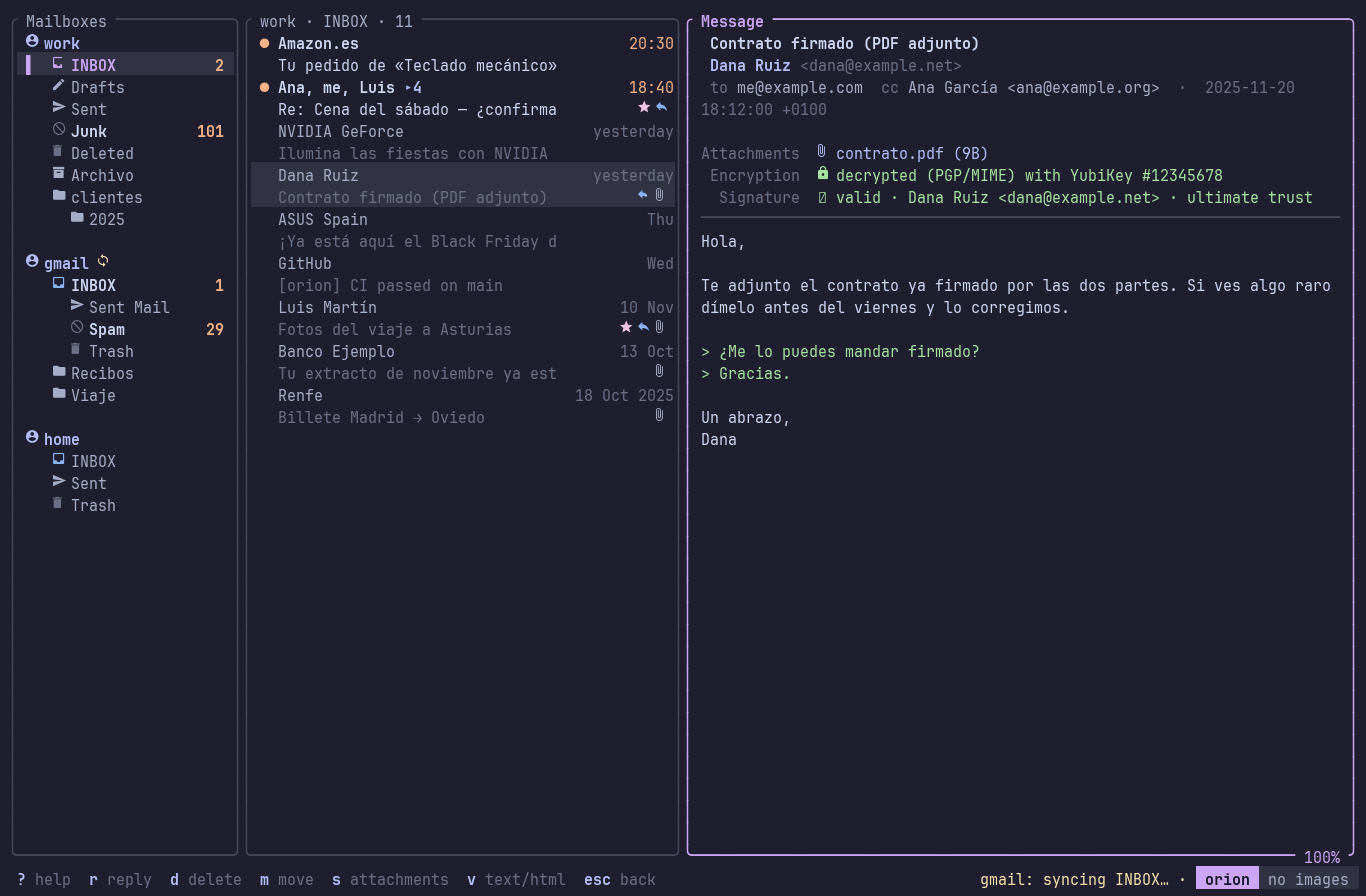 Mailboxes
work
INBOX 2
Drafts
Sent
Junk 101
Deleted
Archivo
clientes
2025
gmail
INBOX 1
Sent Mail
Spam 29
Trash
Recibos
Viaje
home
INBOX
Sent
Trash
work · INBOX · 11
Amazon.es 20:30
Tu pedido de «Teclado mecánico»
Ana, me, Luis ▸4 18:40
Re: Cena del sábado — ¿confirma
NVIDIA GeForce yesterday
Ilumina las fiestas con NVIDIA
Dana Ruiz yesterday
Contrato firmado (PDF adjunto)
ASUS Spain Thu
¡Ya está aquí el Black Friday d
GitHub Wed
[orion] CI passed on main
Luis Martín 10 Nov
Fotos del viaje a Asturias
Banco Ejemplo 13 Oct
Tu extracto de noviembre ya est
Renfe 18 Oct 2025
Billete Madrid → Oviedo
Message
Contrato firmado (PDF adjunto)
Dana Ruiz <dana@example.net>
to me@example.com cc Ana García <ana@example.org> · 2025-11-20
18:12:00 +0100
Attachments contrato.pdf (9B)
Encryption decrypted (PGP/MIME) with YubiKey #12345678
Signature valid · Dana Ruiz <dana@example.net> · ultimate trust
Hola,
Te adjunto el contrato ya firmado por las dos partes. Si ves algo raro
dímelo antes del viernes y lo corregimos.
> ¿Me lo puedes mandar firmado?
> Gracias.
Un abrazo,
Dana
100%
? help r reply d delete m move s attachments v text/html esc back
gmail: syncing INBOX… · orion no images